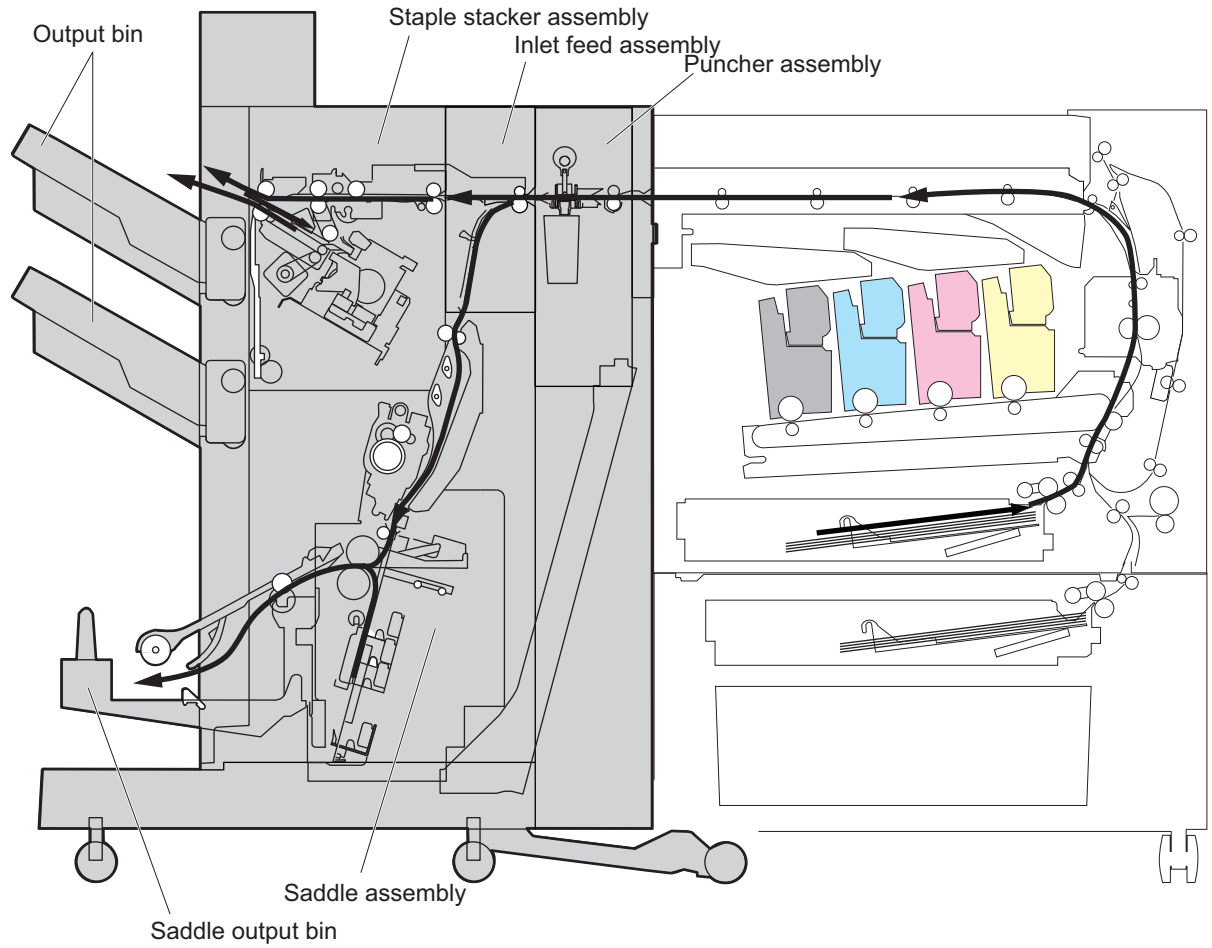 Staple stacker assembly
Output bin
Inlet feed assembly
Puncher assembly
Saddle assembly
Saddle output bin